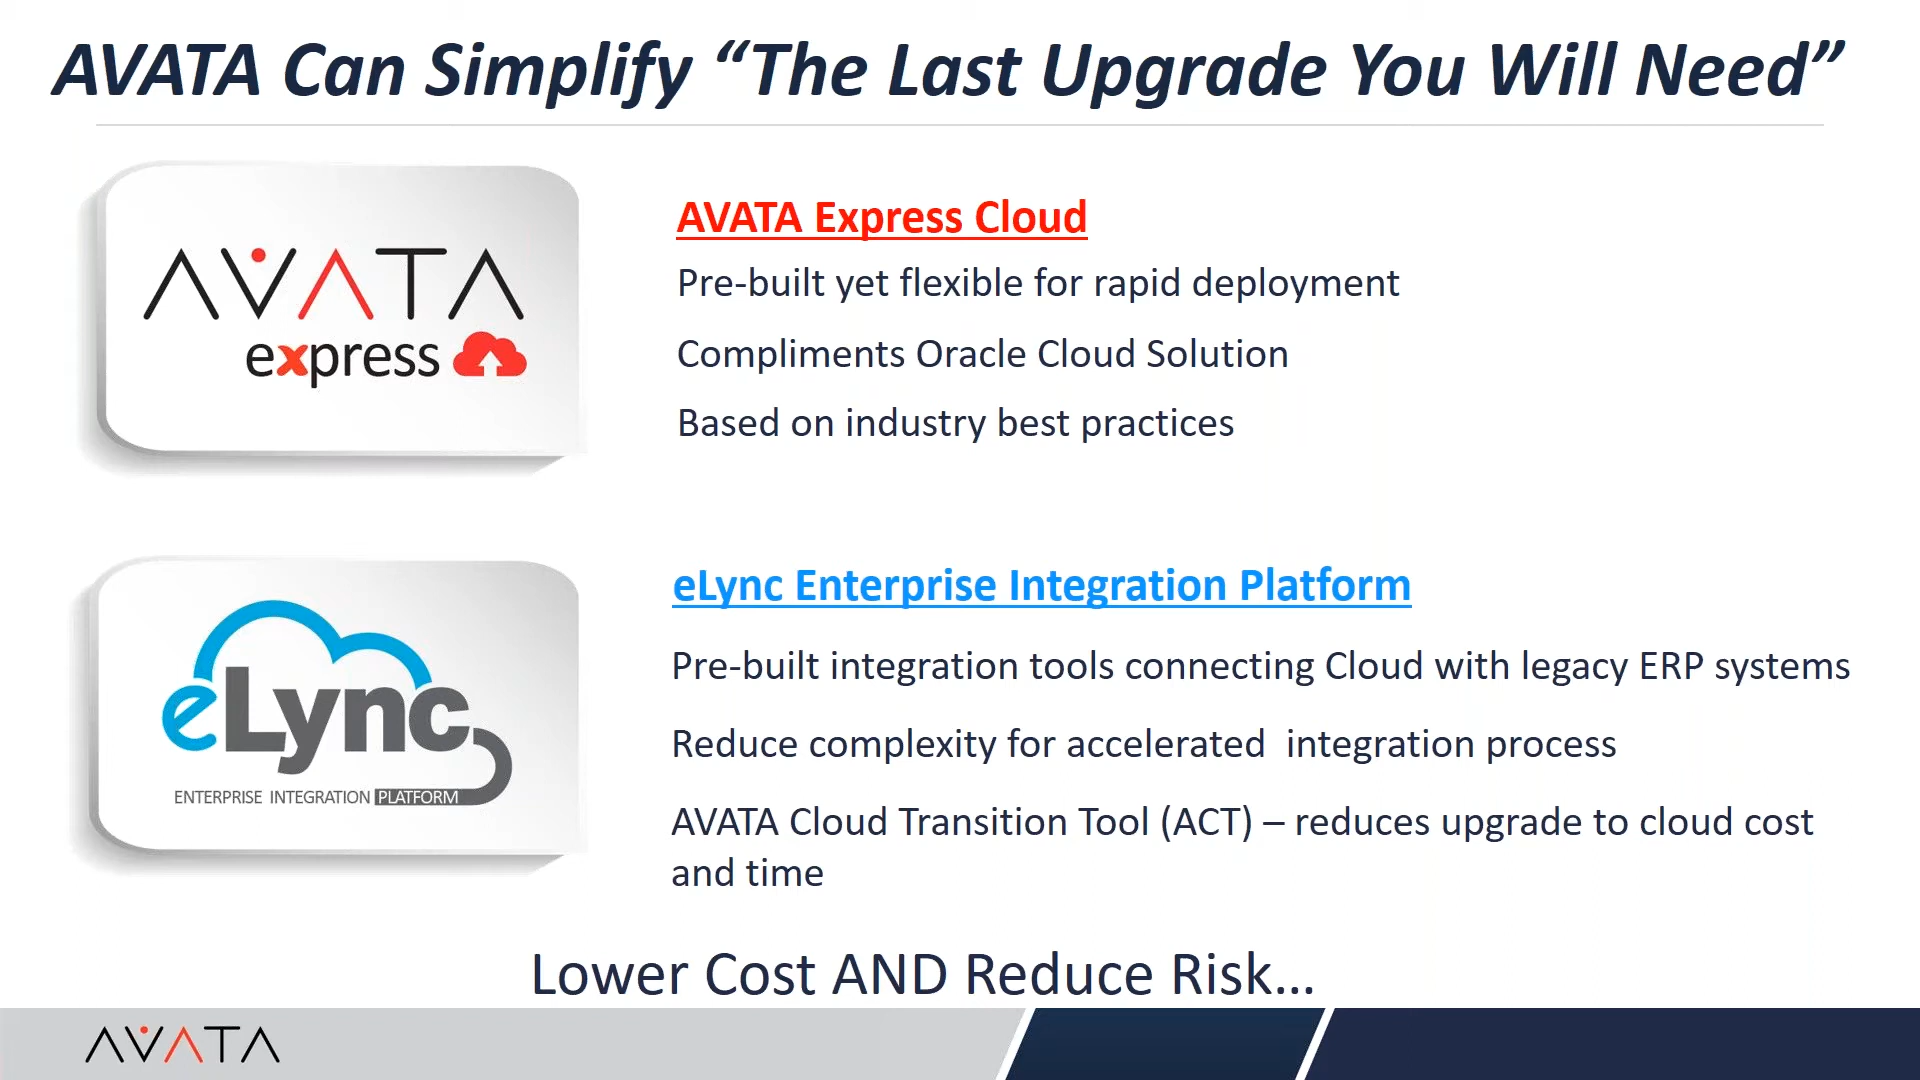 AVATA Can Simplify “The Last Upgrade You Will Need”
AVATA
express
AVATA Express Cloud
Pre-built yet flexible for rapid deployment
Compliments Oracle Cloud Solution
Based on industry best practices
eLync
ENTERPRISE INTEGRATION PLATFORM
eLync Enterprise Integration Platform
Pre-built integration tools connecting Cloud with legacy ERP systems
Reduce complexity for accelerated  integration process
AVATA Cloud Transition Tool (ACT) – reduces upgrade to cloud cost
and time
Lower Cost AND Reduce Risk…
AVATA